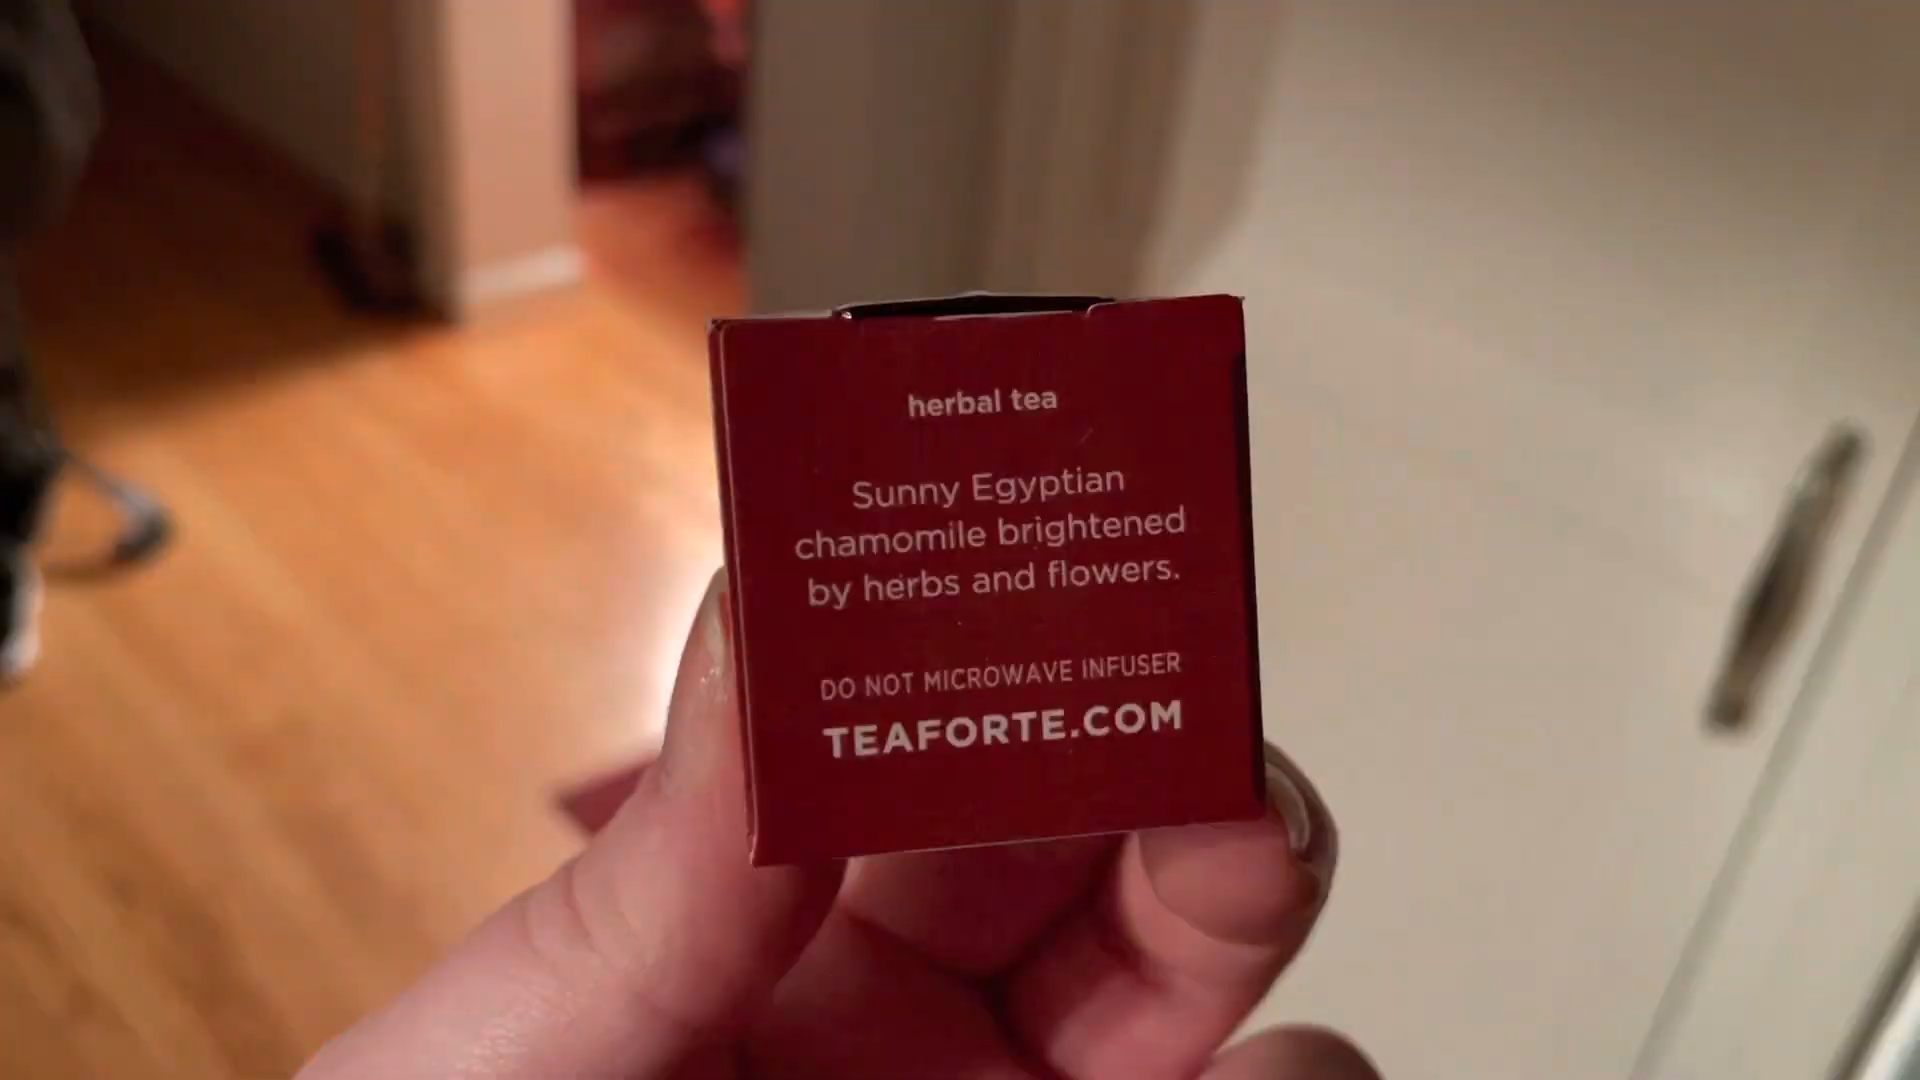 herbal tea
Sunny Egyptian
chamomile brightened
by herbs and flowers.
DO NOT MICROWAVE INFUSER
TEAFORTE.COM